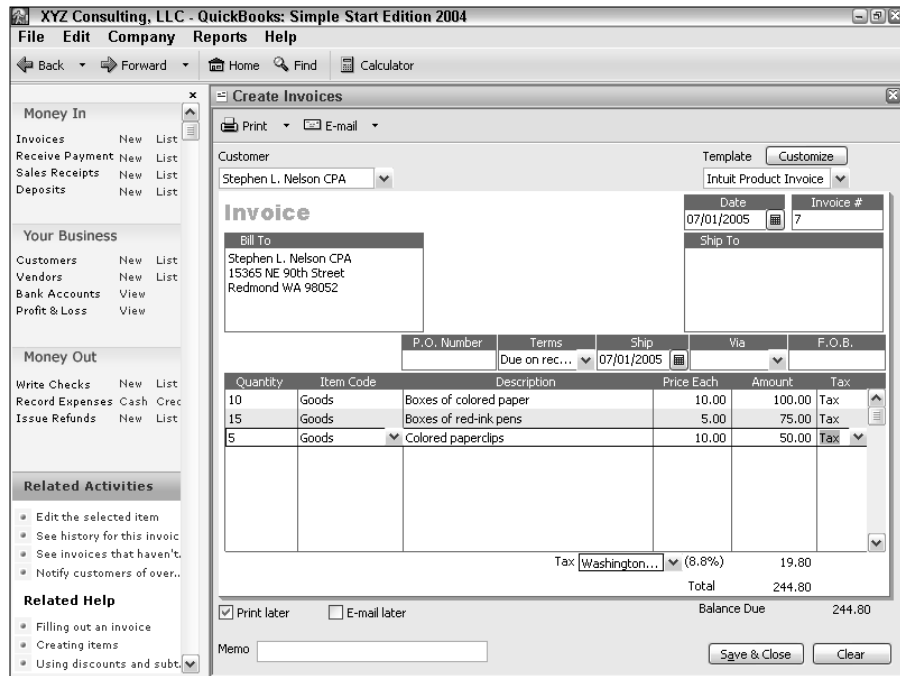 XYZ Consulting, LLC - QuickBooks: Simple Start Edition 2004
File Edit Company Reports Help
Back Forward Home Find Calculator
Money In
Invoices New List
Receive Payment New List
Sales Receipts New List
Deposits New List
Your Business
Customers New List
Vendors New List
Bank Accounts View
Profit & Loss View
Money Out
Write Checks New List
Record Expenses Cash Crec
Issue Refunds New List
Related Activities
Edit the selected item
See history for this invoic
See invoices that haven't.
Notify customers of over..
Related Help
Filling out an invoice
Creating items
Using discounts and subt.
Create Invoices
Print E-mail
Customer Template Customize
Stephen L. Nelson CPA Intuit Product Invoice
Invoice
Date Invoice #
07/01/2005 7
Bill To
Stephen L. Nelson CPA
15365 NE 90th Street
Redmond WA 98052
Ship To
P.O. Number Terms Ship Via F.O.B.
Due on rec... 07/01/2005
Quantity Item Code Description Price Each Amount Tax
10 Goods Boxes of colored paper 10.00 100.00 Tax
15 Goods Boxes of red-ink pens 5.00 75.00 Tax
5 Goods Colored paperclips 10.00 50.00 Tax
Tax Washington... (8.8%) 19.80
Total 244.80
Print later E-mail later Balance Due 244.80
Memo Save & Close Clear